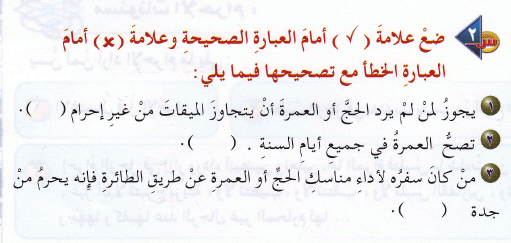 س ٢ ضعْ علامةَ ( √ ) أمامَ العبارةِ الصحيحةِ وعلامةَ (x) أمامَ
العبارةِ الخطأ مع تصحيحها فيما يلي:
١ يجوزُ لمنْ لمْ يرد الحجَّ أو العمرةَ أنْ يتجاوزَ الميقاتَ منْ غيرِ إحرام ( ).
٢ تصحُّ العمرةُ في جميعِ أيامِ السنةِ . ( ).
٣ منْ كانَ سفرُه لأداءِ مناسكِ الحجِّ أو العمرةِ عنْ طريقِ الطائرةِ فإنه يحرمُ منْ
جدة ( ).